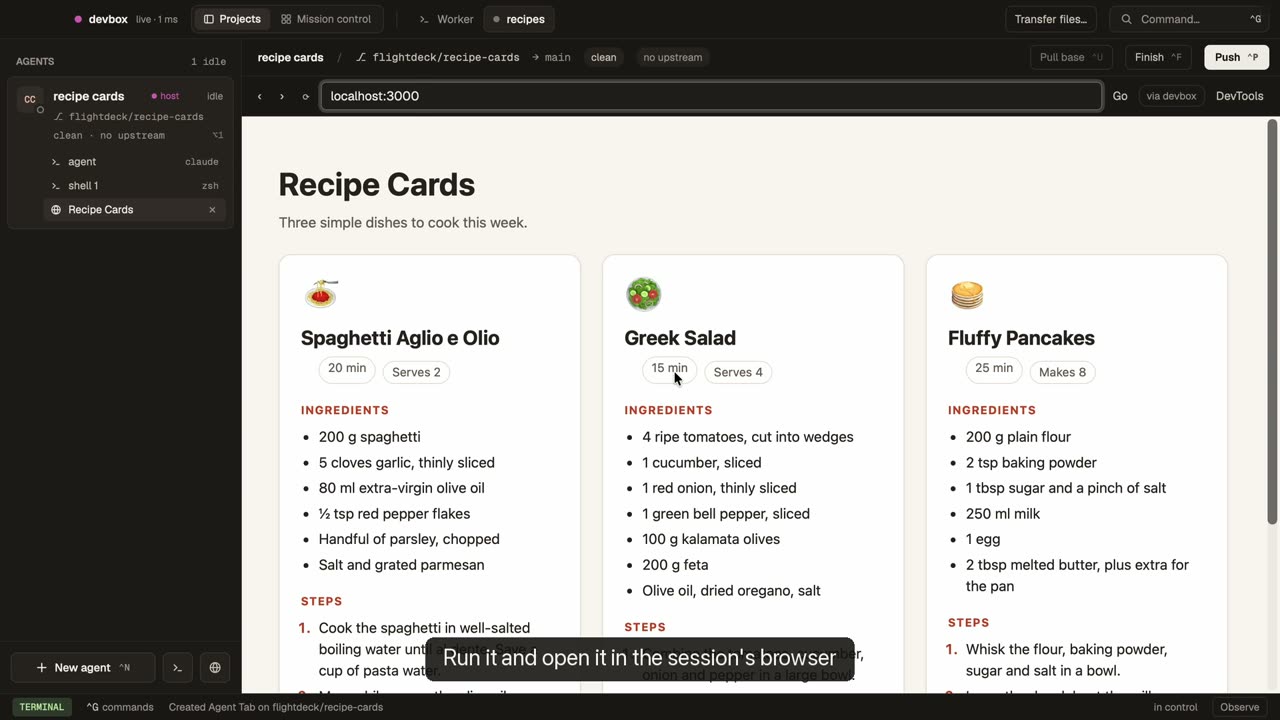 devbox live · 1 ms Projects Mission control Worker recipes Transfer files… Command… ^G
AGENTS 1 idle
recipe cards / flightdeck/recipe-cards → main clean no upstream Pull base ^U Finish ^F Push ^P
CC recipe cards host idle
flightdeck/recipe-cards
clean · no upstream ⌥1
agent claude
shell 1 zsh
Recipe Cards ×
‹ › localhost:3000 Go via devbox DevTools
Recipe Cards
Three simple dishes to cook this week.
Spaghetti Aglio e Olio
20 min Serves 2
INGREDIENTS
200 g spaghetti
5 cloves garlic, thinly sliced
80 ml extra-virgin olive oil
½ tsp red pepper flakes
Handful of parsley, chopped
Salt and grated parmesan
STEPS
1. Cook the spaghetti in well-salted
boiling water until
cup of pasta water.
Greek Salad
15 min Serves 4
INGREDIENTS
4 ripe tomatoes, cut into wedges
1 cucumber, sliced
1 red onion, thinly sliced
1 green bell pepper, sliced
100 g kalamata olives
200 g feta
Olive oil, dried oregano, salt
STEPS
onion and pepper in a large bowl.
Fluffy Pancakes
25 min Makes 8
INGREDIENTS
200 g plain flour
2 tsp baking powder
1 tbsp sugar and a pinch of salt
250 ml milk
1 egg
2 tbsp melted butter, plus extra for
the pan
STEPS
1. Whisk the flour, baking powder,
sugar and salt in a bowl.
Run it and open it in the session's browser
+ New agent ^N
TERMINAL ^G commands Created Agent Tab on flightdeck/recipe-cards in control Observe